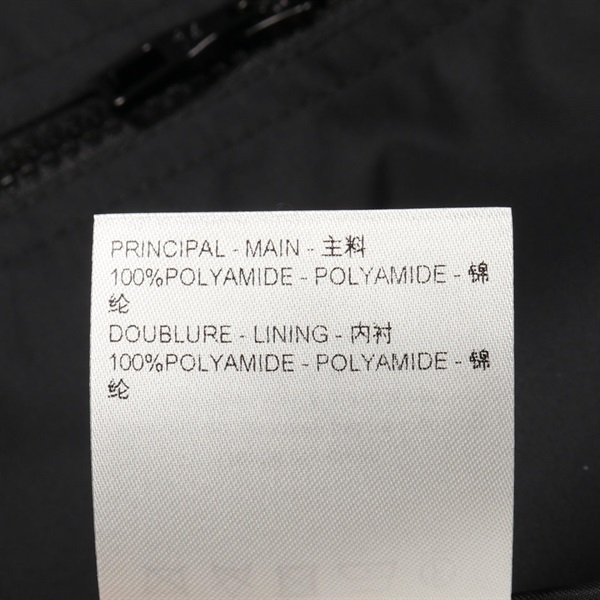 PRINCIPAL - MAIN - 主料
100%POLYAMIDE - POLYAMIDE - 锦
纶
DOUBLURE - LINING - 内衬
100%POLYAMIDE - POLYAMIDE - 锦
纶